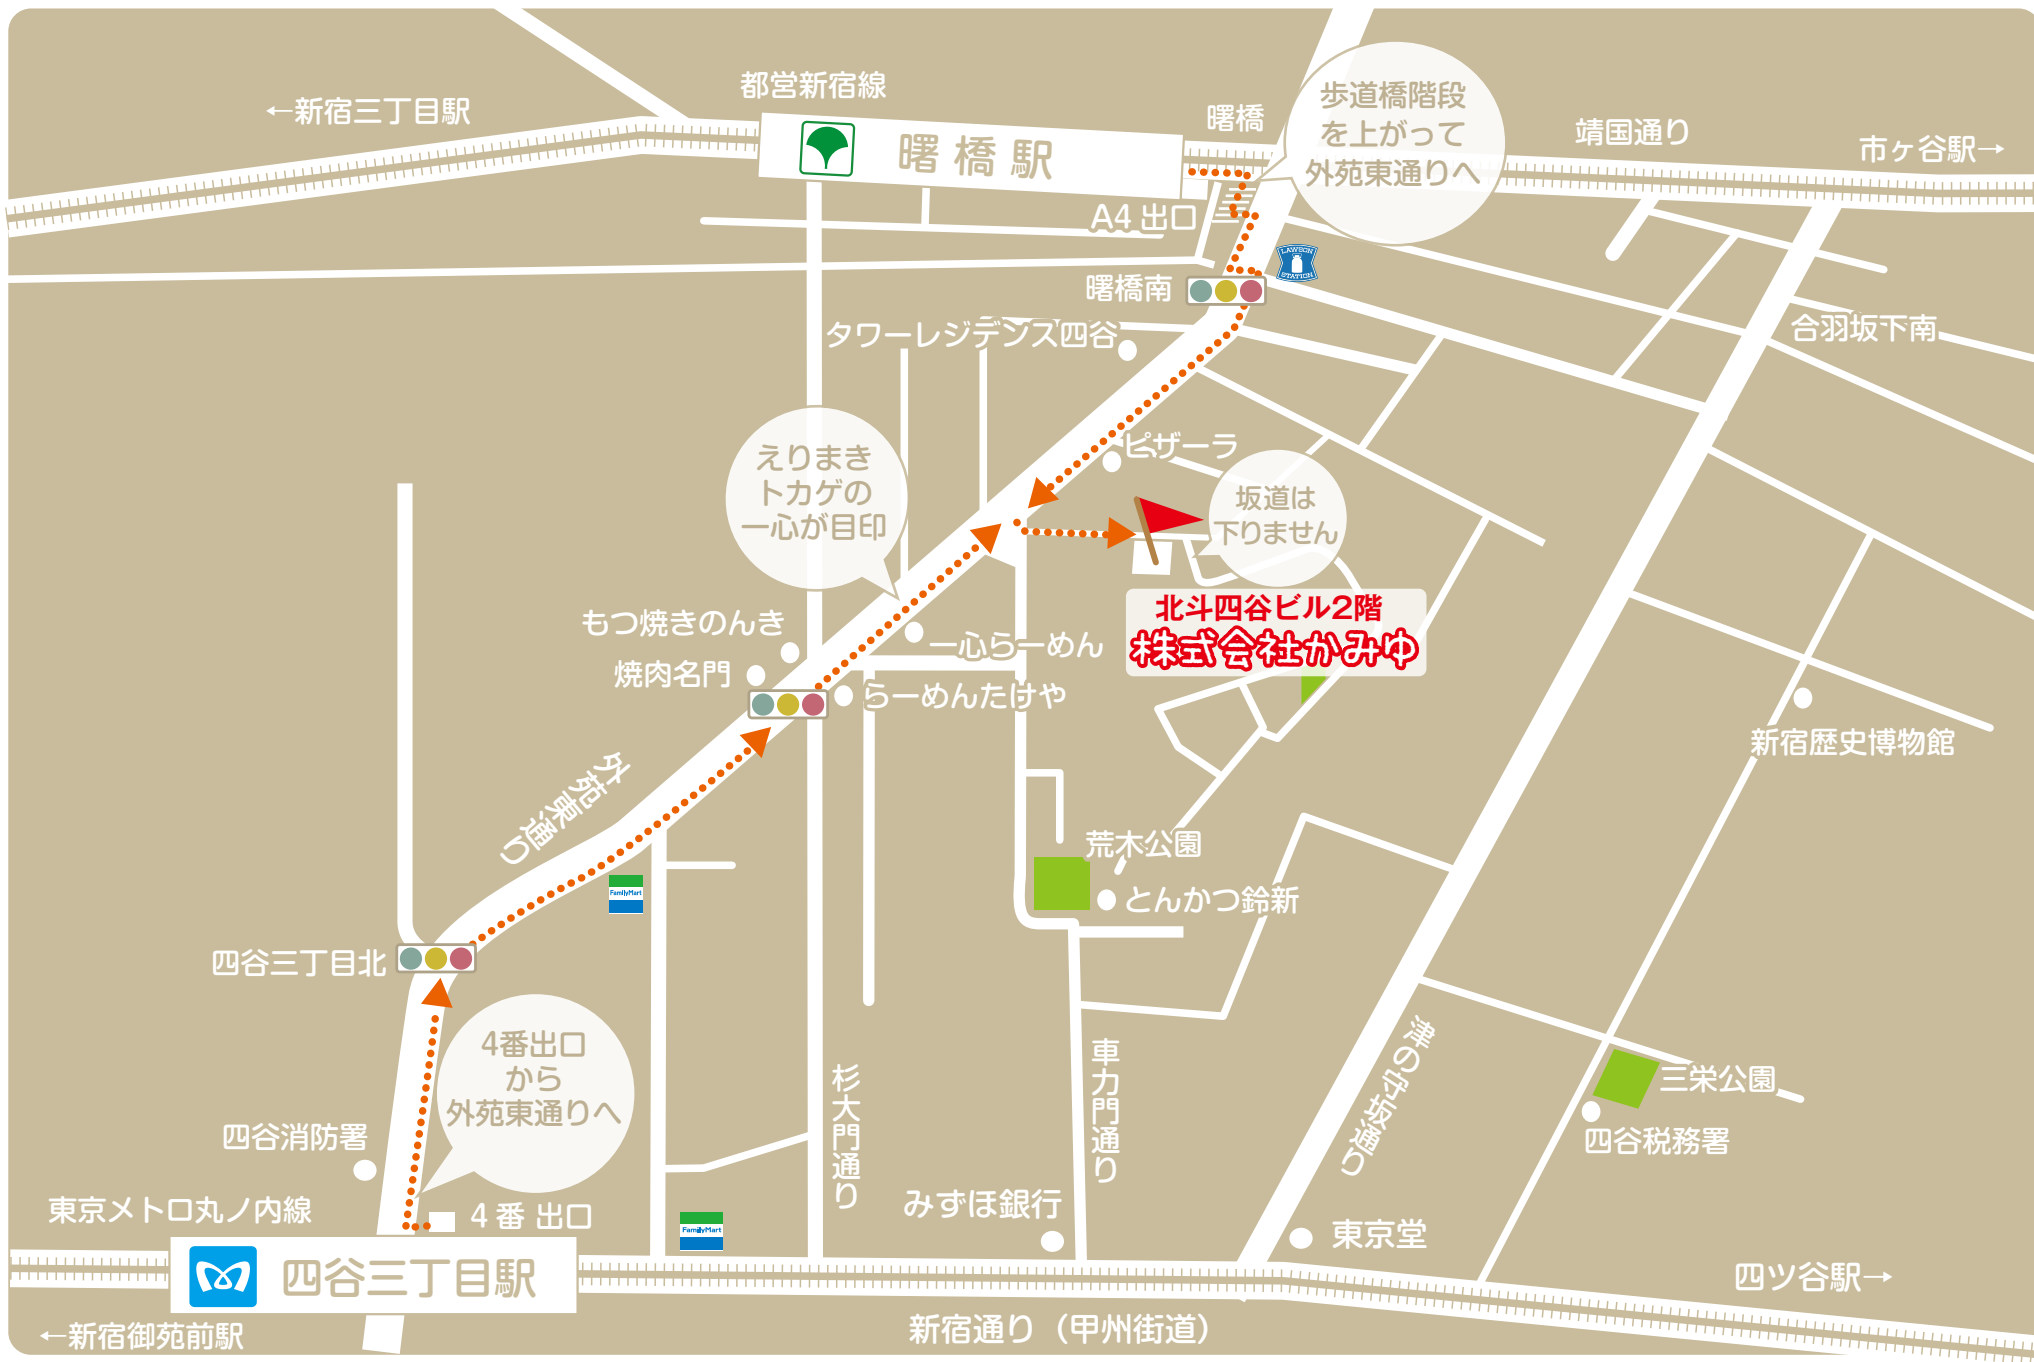 都営新宿線
←新宿三丁目駅
曙橋駅
曙橋
歩道橋階段
を上がって
外苑東通りへ
靖国通り
市ヶ谷駅→
A4 出口
LAWSON
STATION
曙橋南
タワーレジデンス四谷
合羽坂下南
ピザーラ
えりまき
トカゲの
一心が目印
坂道は
下りません
北斗四谷ビル2階
株式会社かみゆ
もつ焼きのんき
一心らーめん
焼肉名門
らーめんたけや
外苑東通り
新宿歴史博物館
荒木公園
とんかつ鈴新
FamilyMart
四谷三丁目北
4番出口
から
外苑東通りへ
杉大門通り
車力門通り
津の守坂通り
三栄公園
四谷税務署
四谷消防署
東京メトロ丸ノ内線
4番 出口
FamilyMart
みずほ銀行
東京堂
四谷三丁目駅
四ツ谷駅→
←新宿御苑前駅
新宿通り（甲州街道）